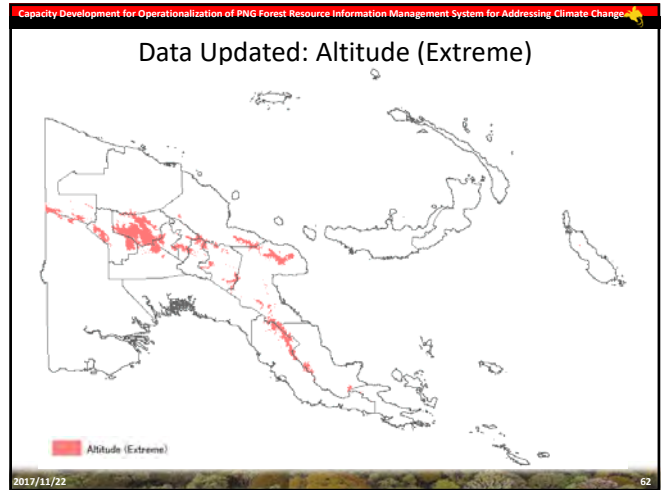 Capacity Development for Operationalization of PNG Forest Resource Information Management System for Addressing Climate Change
Data Updated: Altitude (Extreme)
Altitude (Extreme)
2017/11/22
62